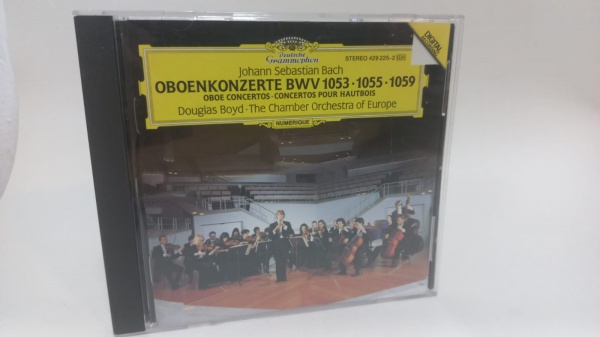 Deutsche
Grammophon
STEREO 429 225-2
DIGITAL
Johann Sebastian Bach
OBOENKONZERTE BWV 1053·1055·1059
OBOE CONCERTOS·CONCERTOS POUR HAUTBOIS
Douglas Boyd·The Chamber Orchestra of Europe
NUMERIQUE